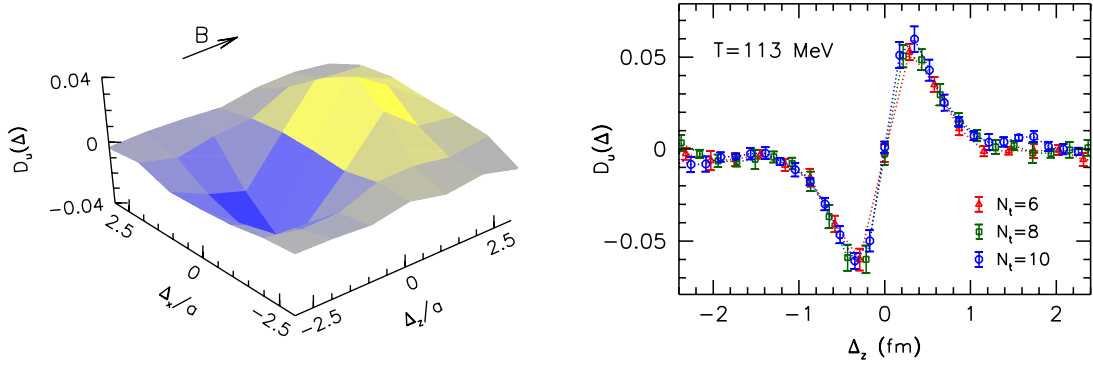 B
0.04
0
−0.04
D_u(Δ)
2.5
0
−2.5
Δ_x/a
−2.5
0
2.5
Δ_z/a
T=113 MeV
0.05
0
−0.05
D_u(Δ)
N_t=6
N_t=8
N_t=10
−2 −1 0 1 2
Δ_z (fm)